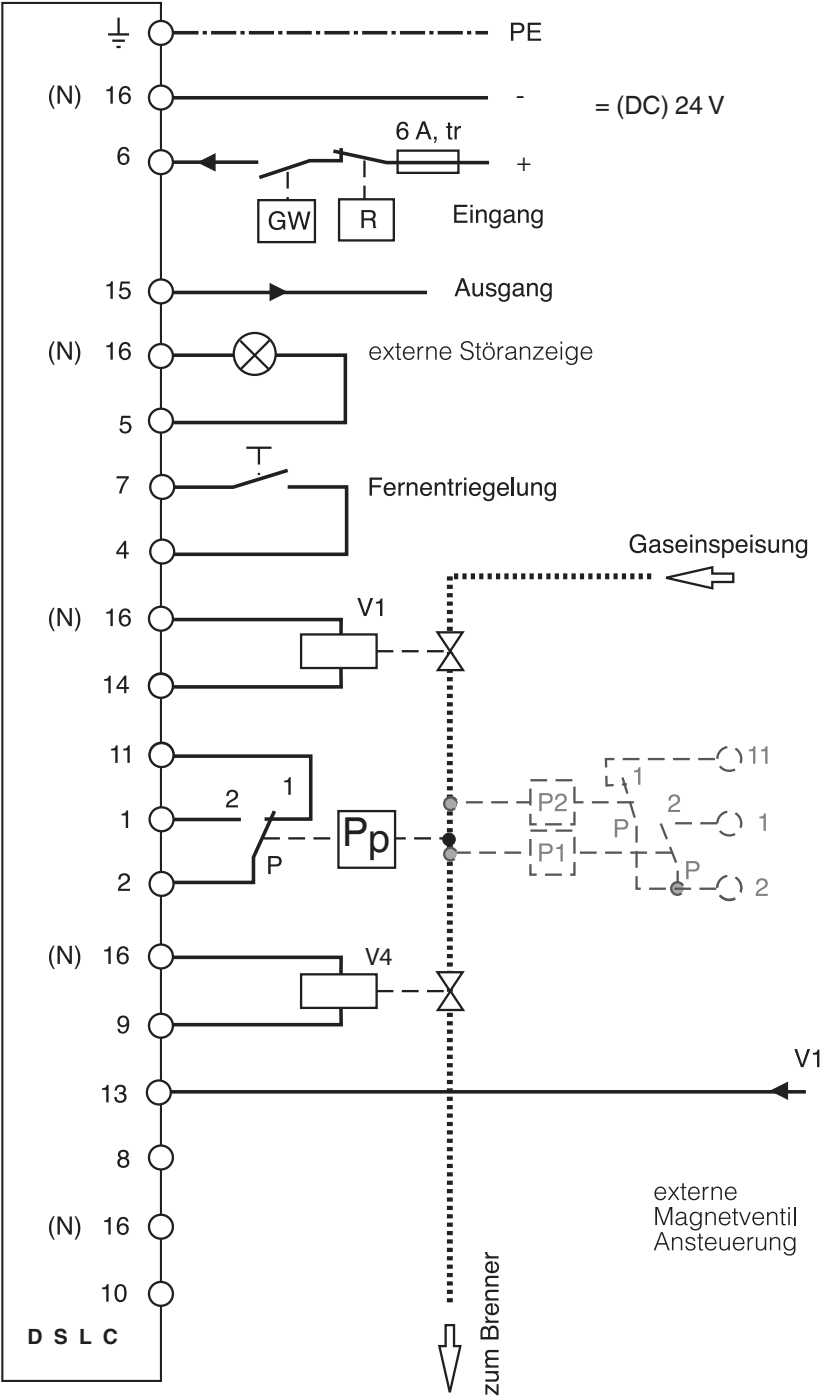 PE
(N) 16 -
= (DC) 24 V
6 A, tr
6 +
GW R Eingang
15 Ausgang
(N) 16 externe Störanzeige
5
7 Fernentriegelung
4
Gaseinspeisung
(N) 16 V1
14
11 1 11
1 2 1 P2 2 1
Pp P P1
2 P P 2
(N) 16 V4
9
V1
13
8
externe
Magnetventil
Ansteuerung
(N) 16
10
zum Brenner
D S L C